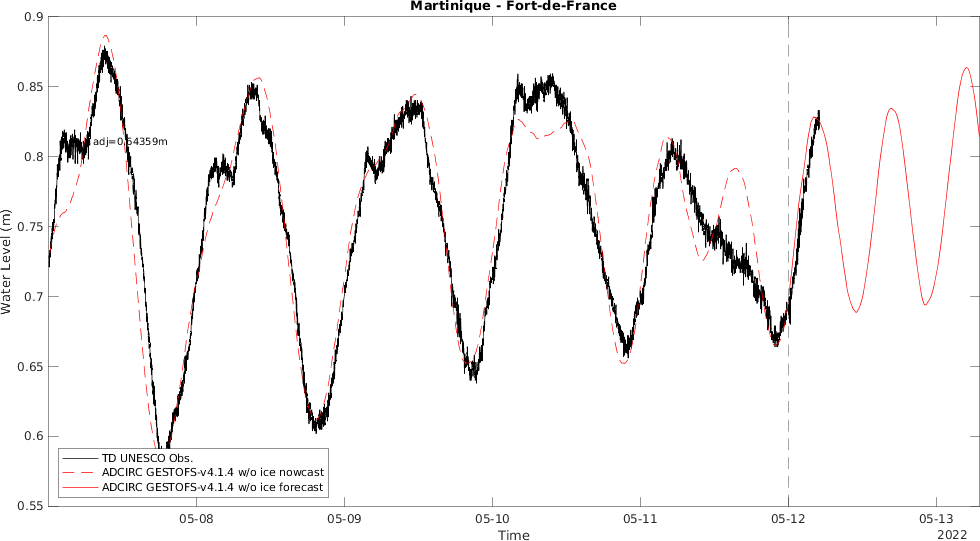 Martinique - Fort-de-France
0.9
0.85
adj=0.64359m
0.8
0.75
Water Level (m)
0.7
0.65
0.6
TD UNESCO Obs.
ADCIRC GESTOFS-v4.1.4 w/o ice nowcast
ADCIRC GESTOFS-v4.1.4 w/o ice forecast
0.55
05-08
05-09
05-10
05-11
05-12
05-13
Time
2022